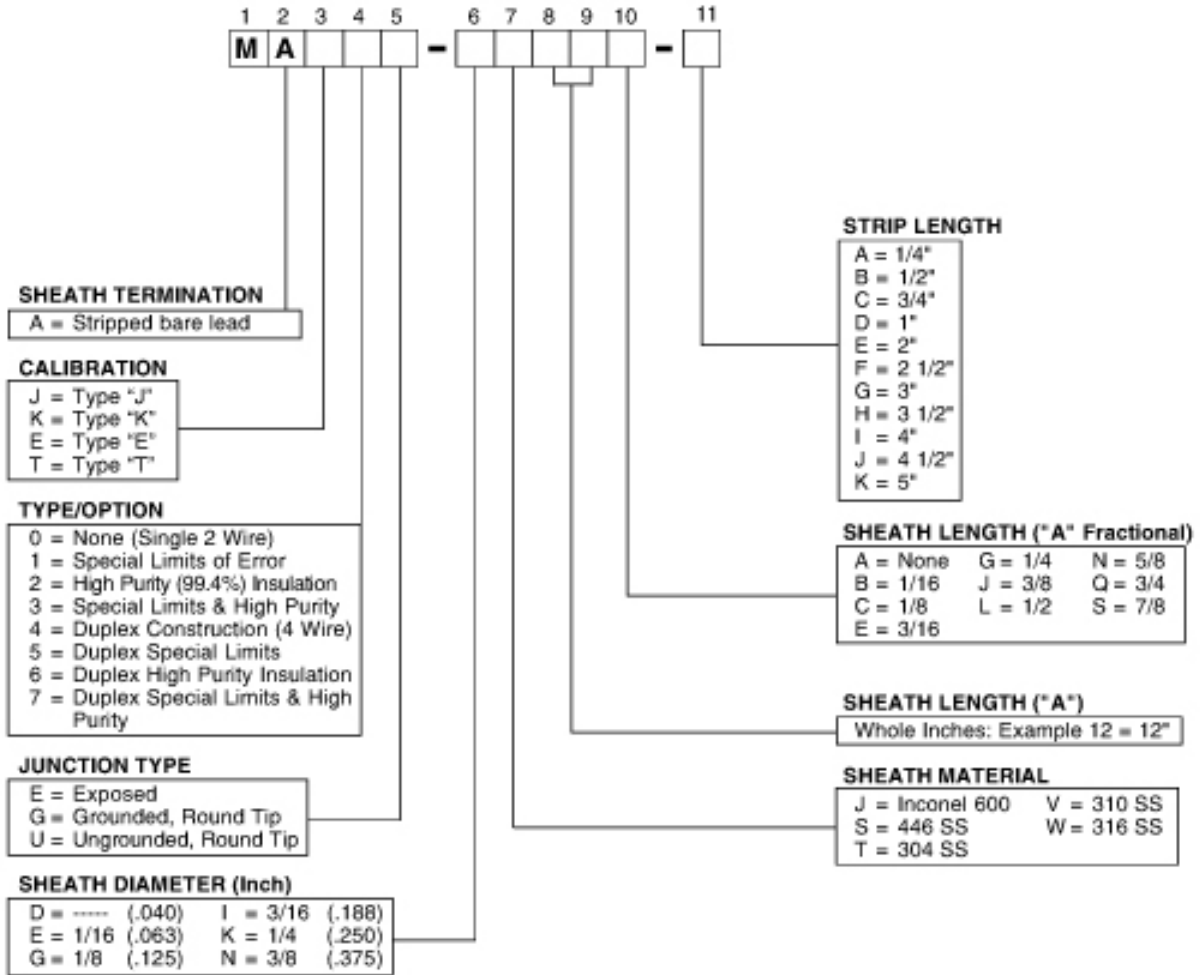 1 2 3 4 5 6 7 8 9 10 11
M A - -
STRIP LENGTH
A = 1/4"
B = 1/2"
C = 3/4"
D = 1"
E = 2"
F = 2 1/2"
G = 3"
H = 3 1/2"
I = 4"
J = 4 1/2"
K = 5"
SHEATH TERMINATION
A = Stripped bare lead
CALIBRATION
J = Type "J"
K = Type "K"
E = Type "E"
T = Type "T"
TYPE/OPTION
0 = None (Single 2 Wire)
1 = Special Limits of Error
2 = High Purity (99.4%) Insulation
3 = Special Limits & High Purity
4 = Duplex Construction (4 Wire)
5 = Duplex Special Limits
6 = Duplex High Purity Insulation
7 = Duplex Special Limits & High
Purity
SHEATH LENGTH ("A" Fractional)
A = None G = 1/4 N = 5/8
B = 1/16 J = 3/8 Q = 3/4
C = 1/8 L = 1/2 S = 7/8
E = 3/16
SHEATH LENGTH ("A")
Whole Inches: Example 12 = 12"
JUNCTION TYPE
E = Exposed
G = Grounded, Round Tip
U = Ungrounded, Round Tip
SHEATH MATERIAL
J = Inconel 600 V = 310 SS
S = 446 SS W = 316 SS
T = 304 SS
SHEATH DIAMETER (Inch)
D = ----- (.040) I = 3/16 (.188)
E = 1/16 (.063) K = 1/4 (.250)
G = 1/8 (.125) N = 3/8 (.375)